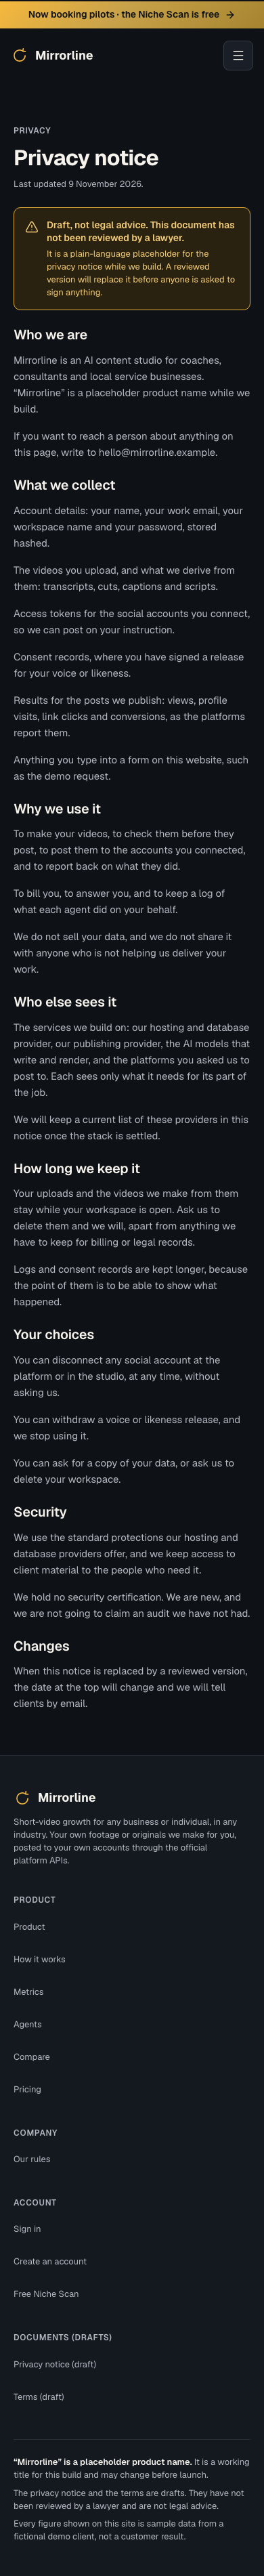 Now booking pilots · the Niche Scan is free →
Mirrorline
PRIVACY
Privacy notice
Last updated 9 November 2026.
Draft, not legal advice. This document has
not been reviewed by a lawyer.
It is a plain-language placeholder for the
privacy notice while we build. A reviewed
version will replace it before anyone is asked to
sign anything.
Who we are
Mirrorline is an AI content studio for coaches,
consultants and local service businesses.
“Mirrorline” is a placeholder product name while we
build.
If you want to reach a person about anything on
this page, write to hello@mirrorline.example.
What we collect
Account details: your name, your work email, your
workspace name and your password, stored
hashed.
The videos you upload, and what we derive from
them: transcripts, cuts, captions and scripts.
Access tokens for the social accounts you connect,
so we can post on your instruction.
Consent records, where you have signed a release
for your voice or likeness.
Results for the posts we publish: views, profile
visits, link clicks and conversions, as the platforms
report them.
Anything you type into a form on this website, such
as the demo request.
Why we use it
To make your videos, to check them before they
post, to post them to the accounts you connected,
and to report back on what they did.
To bill you, to answer you, and to keep a log of
what each agent did on your behalf.
We do not sell your data, and we do not share it
with anyone who is not helping us deliver your
work.
Who else sees it
The services we build on: our hosting and database
provider, our publishing provider, the AI models that
write and render, and the platforms you asked us to
post to. Each sees only what it needs for its part of
the job.
We will keep a current list of these providers in this
notice once the stack is settled.
How long we keep it
Your uploads and the videos we make from them
stay while your workspace is open. Ask us to
delete them and we will, apart from anything we
have to keep for billing or legal records.
Logs and consent records are kept longer, because
the point of them is to be able to show what
happened.
Your choices
You can disconnect any social account at the
platform or in the studio, at any time, without
asking us.
You can withdraw a voice or likeness release, and
we stop using it.
You can ask for a copy of your data, or ask us to
delete your workspace.
Security
We use the standard protections our hosting and
database providers offer, and we keep access to
client material to the people who need it.
We hold no security certification. We are new, and
we are not going to claim an audit we have not had.
Changes
When this notice is replaced by a reviewed version,
the date at the top will change and we will tell
clients by email.
Mirrorline
Short-video growth for any business or individual, in any
industry. Your own footage or originals we make for you,
posted to your own accounts through the official
platform APIs.
PRODUCT
Product
How it works
Metrics
Agents
Compare
Pricing
COMPANY
Our rules
ACCOUNT
Sign in
Create an account
Free Niche Scan
DOCUMENTS (DRAFTS)
Privacy notice (draft)
Terms (draft)
“Mirrorline” is a placeholder product name. It is a working
title for this build and may change before launch.
The privacy notice and the terms are drafts. They have not
been reviewed by a lawyer and are not legal advice.
Every figure shown on this site is sample data from a
fictional demo client, not a customer result.